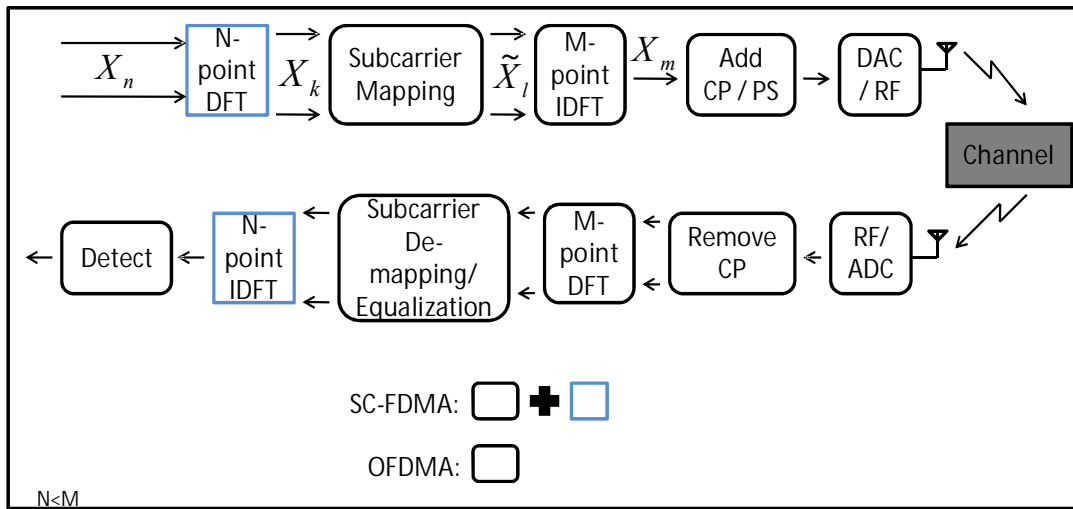 X_n
N-
point
DFT
X_k
Subcarrier
Mapping
X̃_l
M-
point
IDFT
X_m
Add
CP / PS
DAC
/ RF
Channel
Detect
N-
point
IDFT
Subcarrier
De-
mapping/
Equalization
M-
point
DFT
Remove
CP
RF/
ADC
SC-FDMA:
OFDMA:
N<M